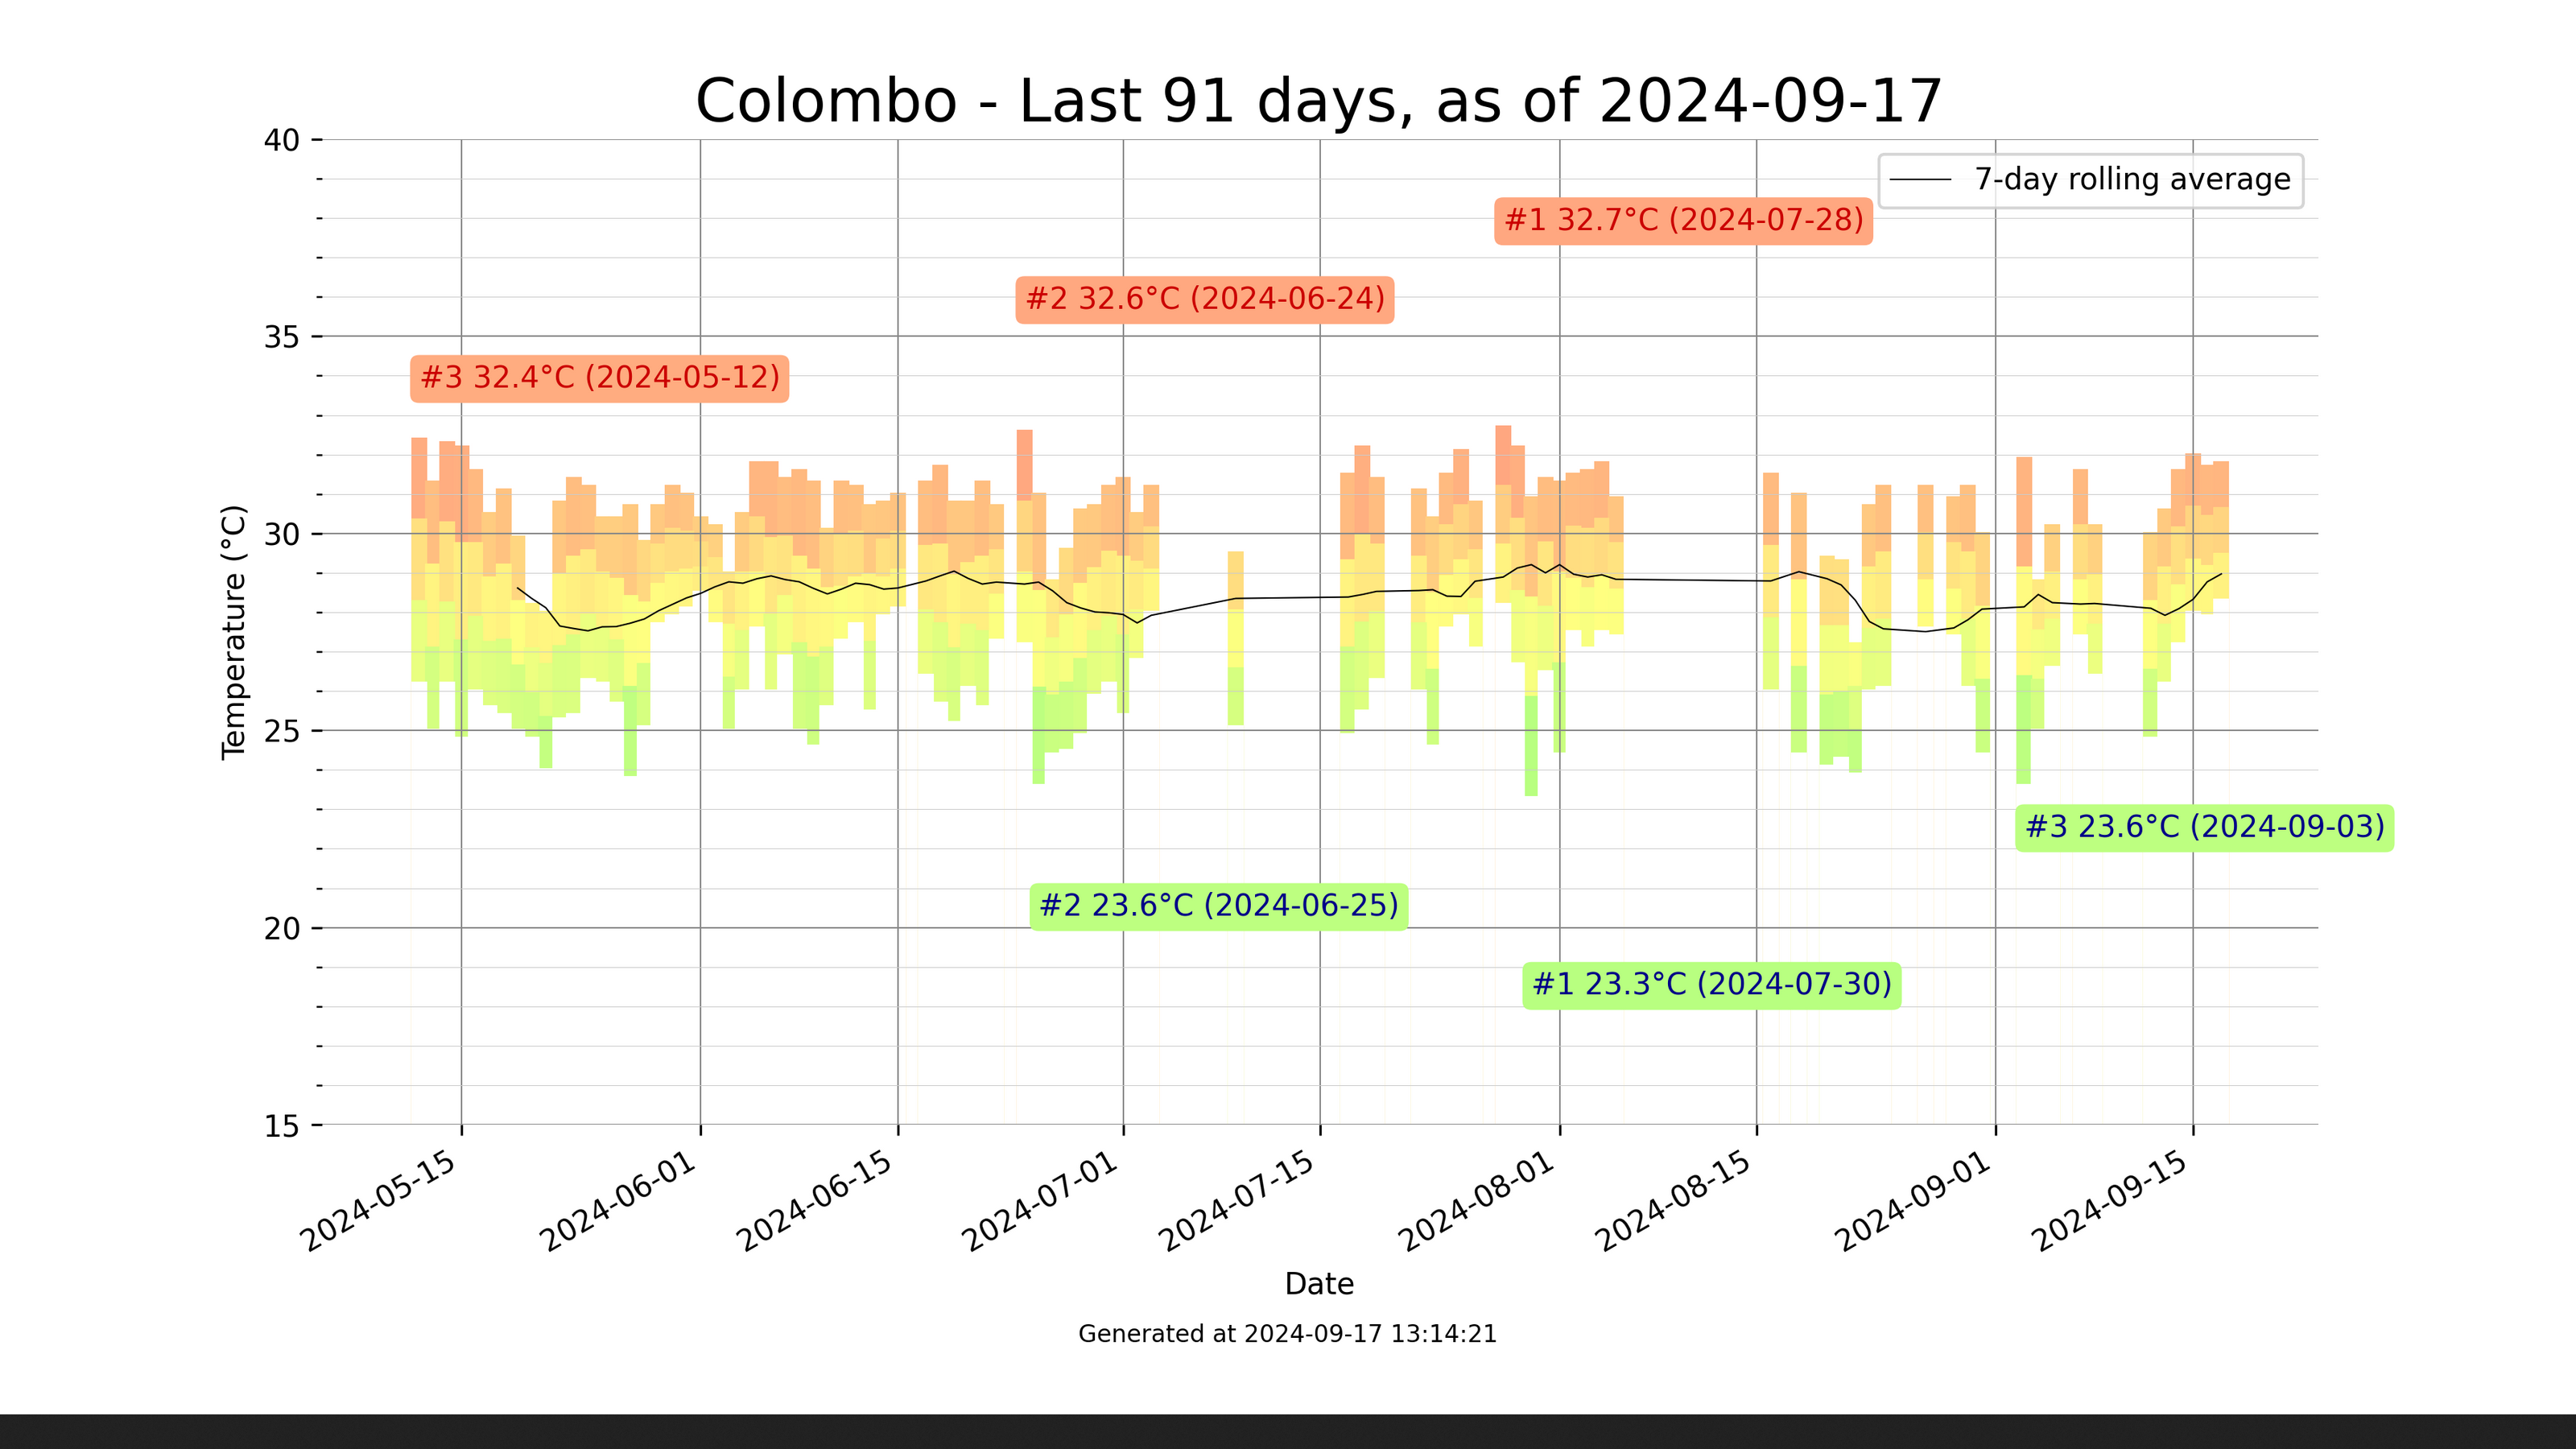 Colombo - Last 91 days, as of 2024-09-17
7-day rolling average
#1 32.7°C (2024-07-28)
#2 32.6°C (2024-06-24)
#3 32.4°C (2024-05-12)
#3 23.6°C (2024-09-03)
#2 23.6°C (2024-06-25)
#1 23.3°C (2024-07-30)
Temperature (°C)
40
35
30
25
20
15
2024-05-15
2024-06-01
2024-06-15
2024-07-01
2024-07-15
2024-08-01
2024-08-15
2024-09-01
2024-09-15
Date
Generated at 2024-09-17 13:14:21